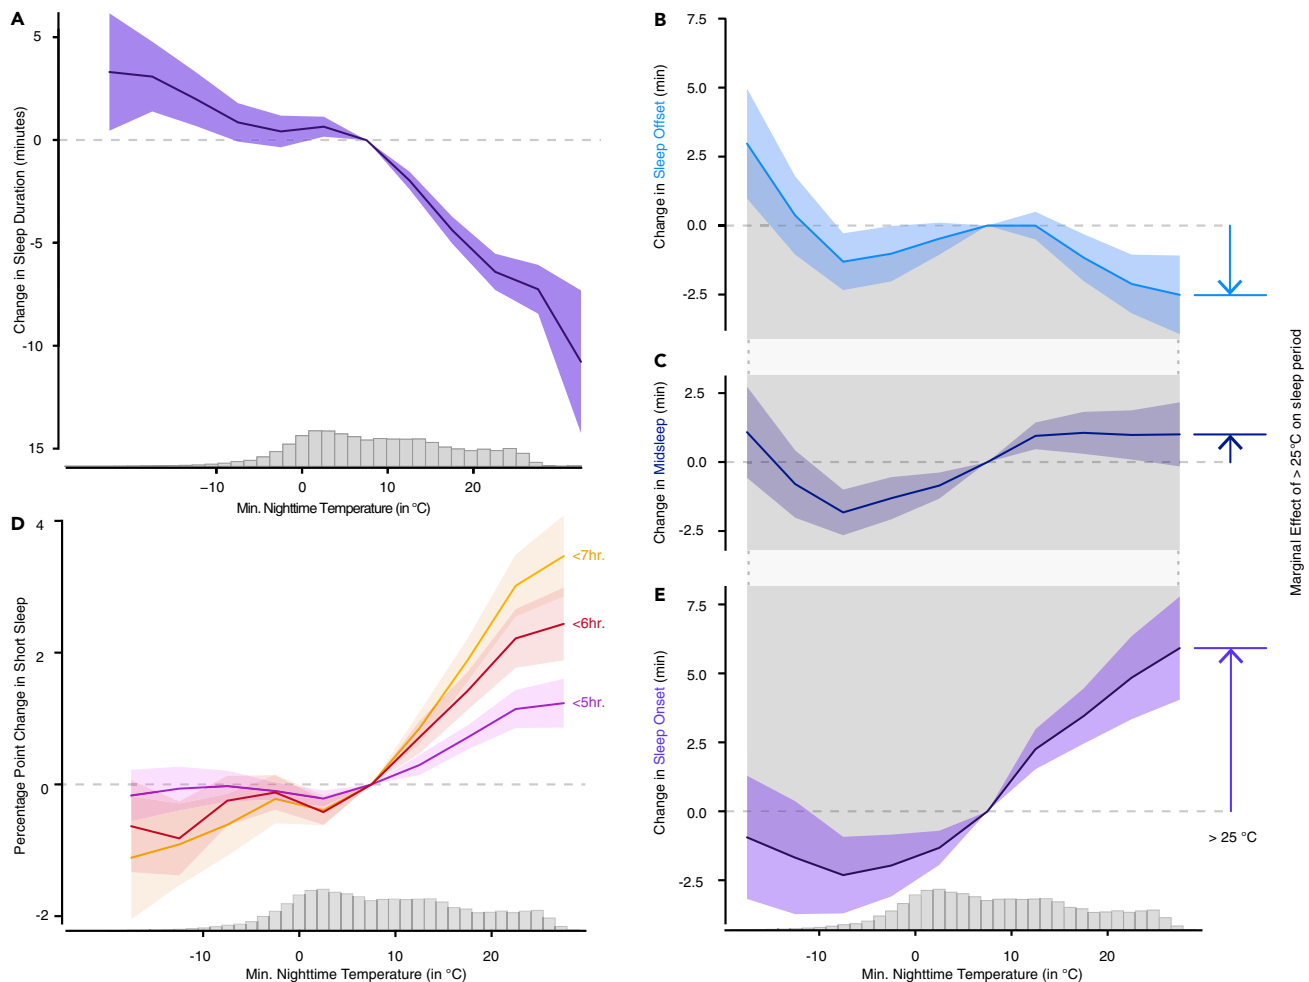 A
Change in Sleep Duration (minutes)
5
0
-5
-10
15
−10
0
10
20
Min. Nighttime Temperature (in °C)
B
Change in Sleep Offset (min)
7.5
5.0
2.5
0.0
-2.5
C
Change in Midsleep (min)
2.5
0.0
-2.5
D
Percentage Point Change in Short Sleep
4
2
0
-2
<7hr.
<6hr.
<5hr.
-10
0
10
20
Min. Nighttime Temperature (in °C)
E
Change in Sleep Onset (min)
7.5
5.0
2.5
0.0
-2.5
> 25 °C
-10
0
10
20
Min. Nighttime Temperature (in °C)
Marginal Effect of > 25°C on sleep period